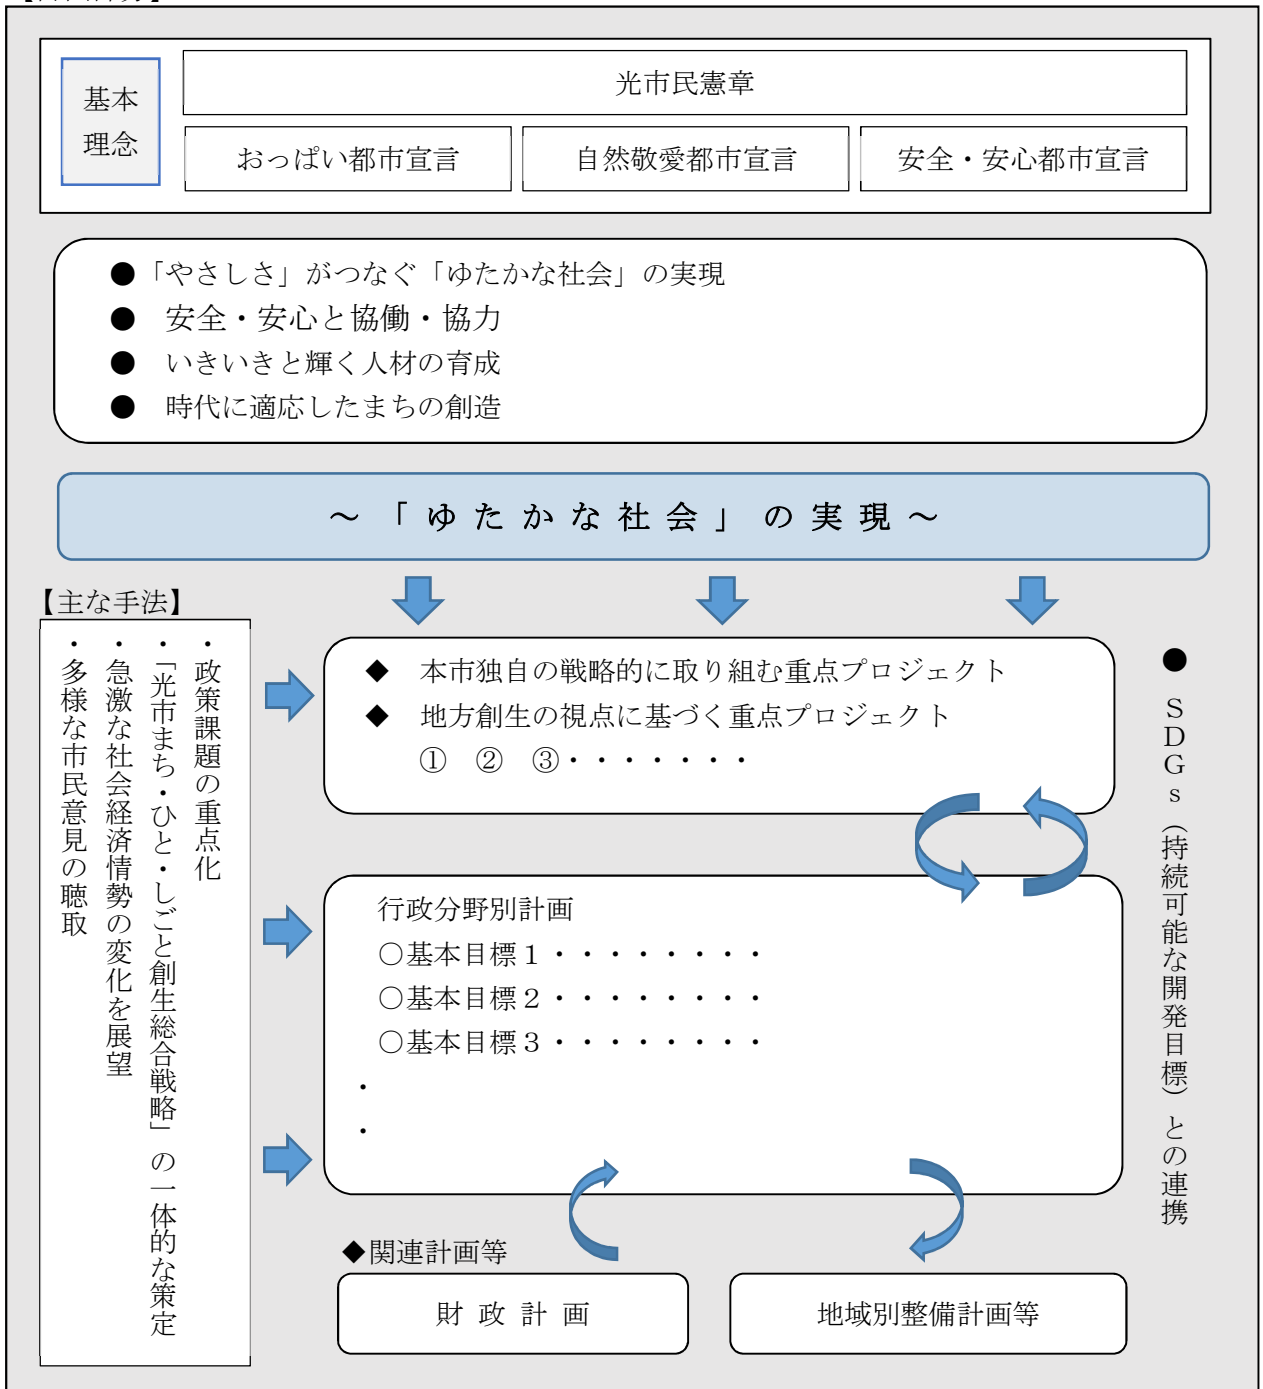 基本
理念
光市民憲章
おっぱい都市宣言
自然敬愛都市宣言
安全・安心都市宣言
●「やさしさ」がつなぐ「ゆたかな社会」の実現
● 安全・安心と協働・協力
● いきいきと輝く人材の育成
● 時代に適応したまちの創造
～「ゆたかな社会」の実現～
【主な手法】
・政策課題の重点化
・「光市まち・ひと・しごと創生総合戦略」の一体的な策定
・急激な社会経済情勢の変化を展望
・多様な市民意見の聴取
◆ 本市独自の戦略的に取り組む重点プロジェクト
◆ 地方創生の視点に基づく重点プロジェクト
① ② ③・・・・・・・
行政分野別計画
○基本目標１・・・・・・・・
○基本目標２・・・・・・・・
○基本目標３・・・・・・・・
・
・
● SDGs（持続可能な開発目標）との連携
◆関連計画等
財政計画
地域別整備計画等